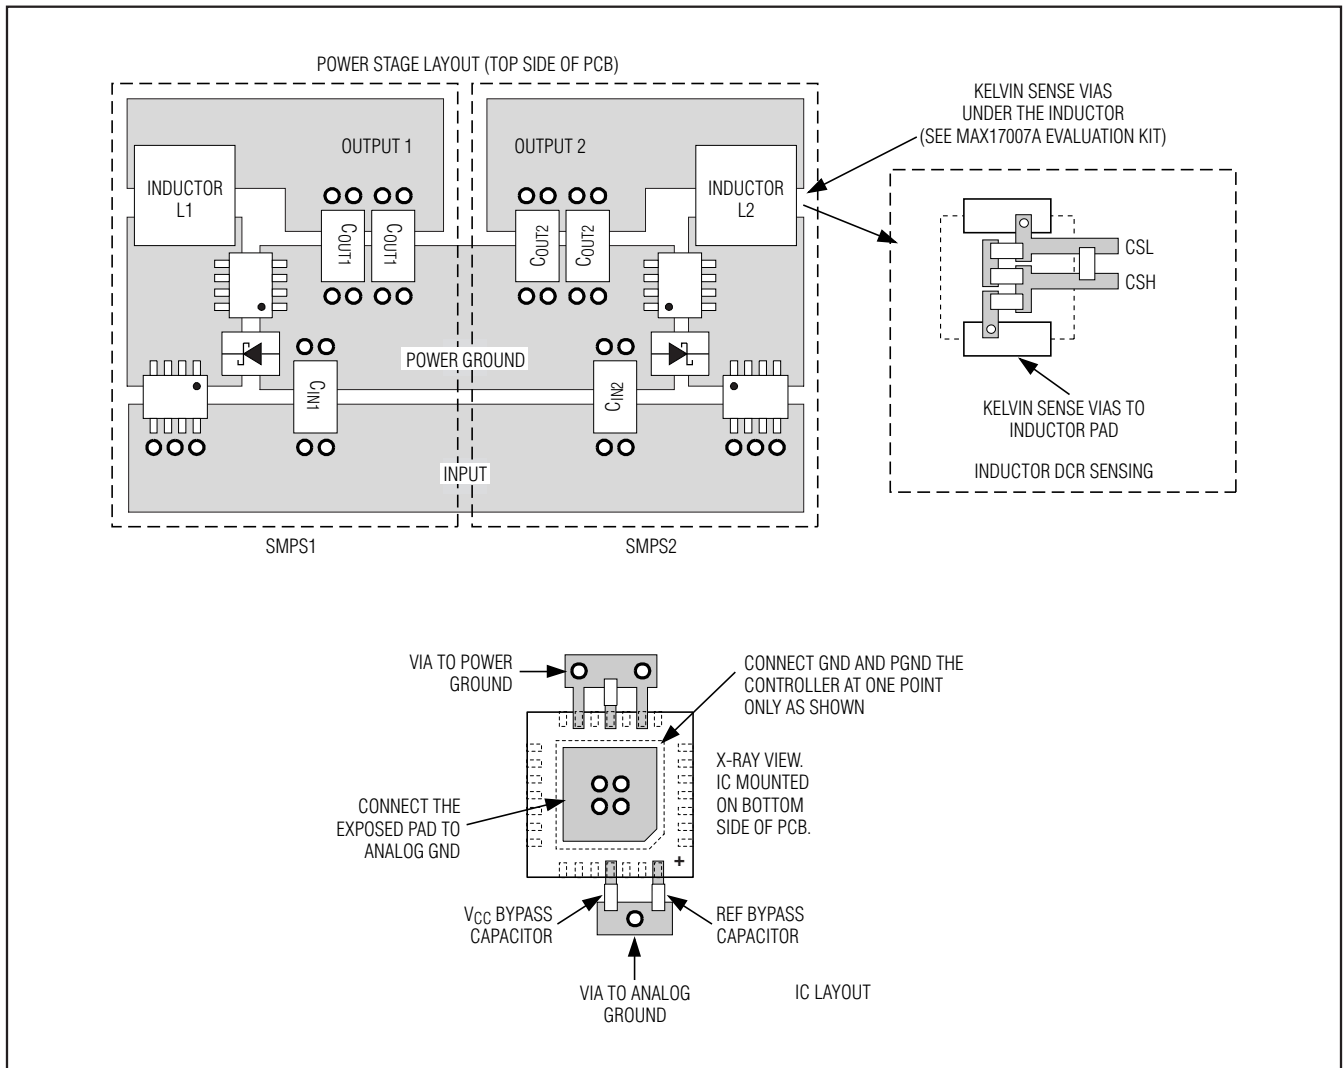 POWER STAGE LAYOUT (TOP SIDE OF PCB)
OUTPUT 1
OUTPUT 2
INDUCTOR
L1
INDUCTOR
L2
COUT1
COUT1
COUT2
COUT2
POWER GROUND
CIN1
CIN2
INPUT
SMPS1
SMPS2
KELVIN SENSE VIAS
UNDER THE INDUCTOR
(SEE MAX17007A EVALUATION KIT)
CSL
CSH
KELVIN SENSE VIAS TO
INDUCTOR PAD
INDUCTOR DCR SENSING
VIA TO POWER
GROUND
CONNECT GND AND PGND THE
CONTROLLER AT ONE POINT
ONLY AS SHOWN
X-RAY VIEW.
IC MOUNTED
ON BOTTOM
SIDE OF PCB.
CONNECT THE
EXPOSED PAD TO
ANALOG GND
+
VCC BYPASS
CAPACITOR
REF BYPASS
CAPACITOR
VIA TO ANALOG
GROUND
IC LAYOUT